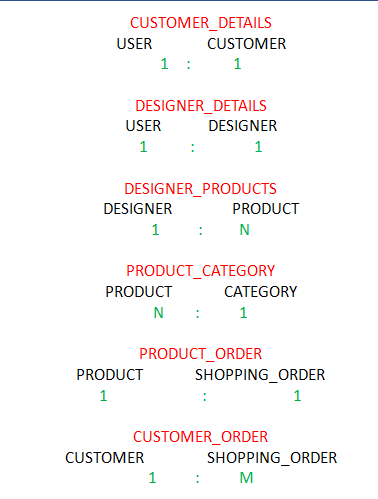 CUSTOMER_DETAILS
USER CUSTOMER
1 : 1
DESIGNER_DETAILS
USER DESIGNER
1 : 1
DESIGNER_PRODUCTS
DESIGNER PRODUCT
1 : N
PRODUCT_CATEGORY
PRODUCT CATEGORY
N : 1
PRODUCT_ORDER
PRODUCT SHOPPING_ORDER
1 : 1
CUSTOMER_ORDER
CUSTOMER SHOPPING_ORDER
1 : M